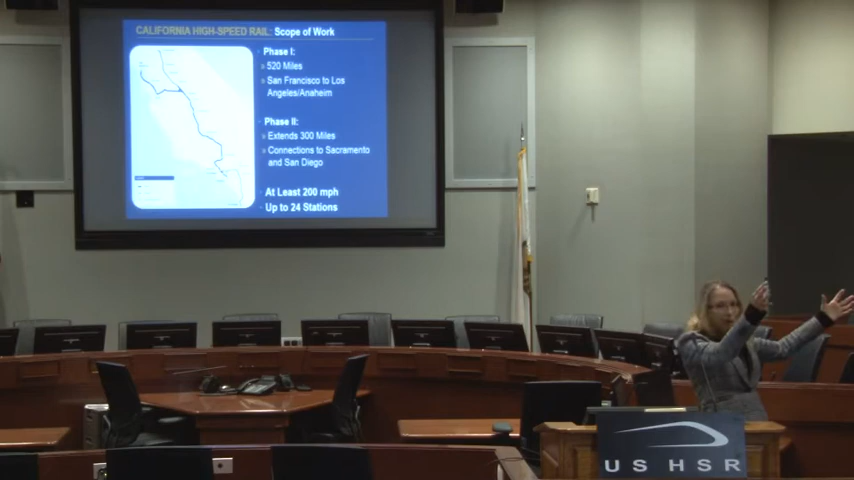 CALIFORNIA HIGH-SPEED RAIL: Scope of Work
Phase I:
» 520 Miles
» San Francisco to Los
Angeles/Anaheim
Phase II:
» Extends 300 Miles
» Connections to Sacramento
and San Diego
At Least 200 mph
Up to 24 Stations
US HSR